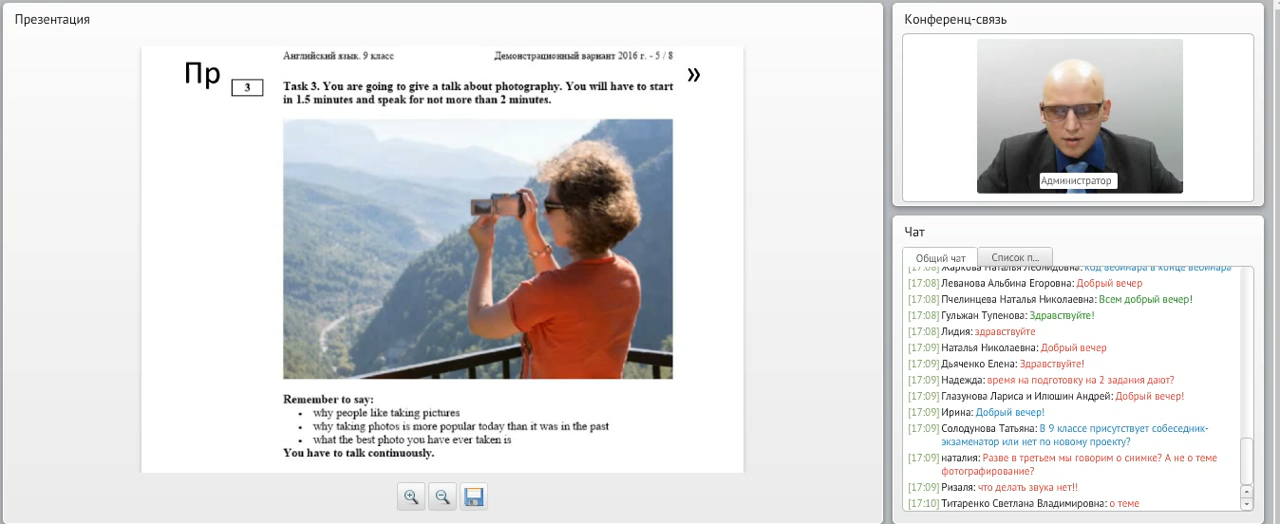 Презентация
Английский язык. 9 класс Демонстрационный вариант 2016 г. - 5 / 8
Пр »
3
Task 3. You are going to give a talk about photography. You will have to start
in 1.5 minutes and speak for not more than 2 minutes.
Remember to say:
• why people like taking pictures
• why taking photos is more popular today than it was in the past
• what the best photo you have ever taken is
You have to talk continuously.
Конференц-связь
Администратор
Чат
Общий чат Список п...
[17:08] Жаркова Наталья Леонидовна: код вебинара в конце вебинара
[17:08] Леванова Альбина Егоровна: Добрый вечер
[17:08] Пчелинцева Наталья Николаевна: Всем добрый вечер!
[17:08] Гульжан Тупенова: Здравствуйте!
[17:08] Лидия: здравствуйте
[17:09] Наталья Николаевна: Добрый вечер
[17:09] Дьяченко Елена: Здравствуйте!
[17:09] Надежда: время на подготовку на 2 задания дают?
[17:09] Глазунова Лариса и Илюшин Андрей: Добрый вечер!
[17:09] Ирина: Добрый вечер!
[17:09] Солодунова Татьяна: В 9 классе присутствует собеседник-
экзаменатор или нет по новому проекту?
[17:09] наталия: Разве в третьем мы говорим о снимке? А не о теме
фотографирование?
[17:09] Ризаля: что делать звука нет!!
[17:10] Титаренко Светлана Владимировна: о теме